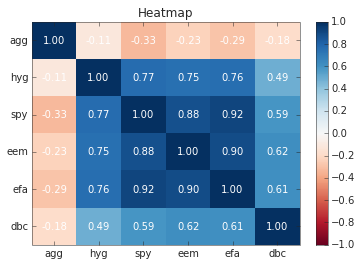 Heatmap
agg 1.00 -0.11 -0.33 -0.23 -0.29 -0.18
hyg -0.11 1.00 0.77 0.75 0.76 0.49
spy -0.33 0.77 1.00 0.88 0.92 0.59
eem -0.23 0.75 0.88 1.00 0.90 0.62
efa -0.29 0.76 0.92 0.90 1.00 0.61
dbc -0.18 0.49 0.59 0.62 0.61 1.00
agg hyg spy eem efa dbc
1.0
0.8
0.6
0.4
0.2
0.0
−0.2
−0.4
−0.6
−0.8
−1.0